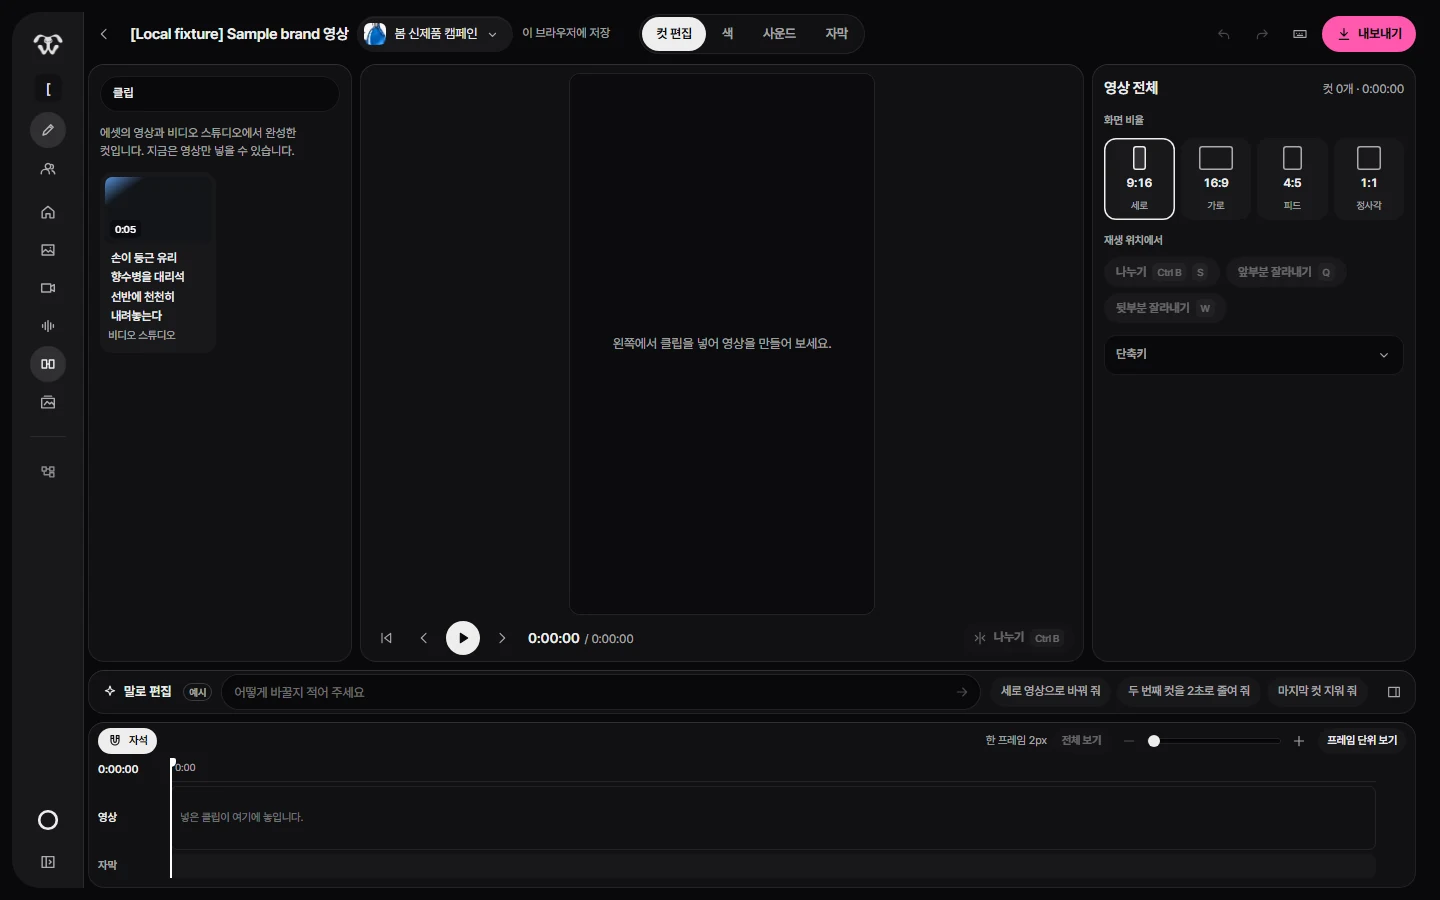 [Local fixture] Sample brand 영상
봄 신제품 캠페인
이 브라우저에 저장
컷 편집
색
사운드
자막
내보내기
[
클립
에셋의 영상과 비디오 스튜디오에서 완성한
컷입니다. 지금은 영상만 넣을 수 있습니다.
0:05
손이 둥근 유리
향수병을 대리석
선반에 천천히
내려놓는다
비디오 스튜디오
왼쪽에서 클립을 넣어 영상을 만들어 보세요.
0:00:00 / 0:00:00
나누기 Ctrl B
영상 전체
컷 0개 · 0:00:00
화면 비율
9:16
세로
16:9
가로
4:5
피드
1:1
정사각
재생 위치에서
나누기 Ctrl B S
앞부분 잘라내기 Q
뒷부분 잘라내기 W
단축키
말로 편집 예시
어떻게 바꿀지 적어 주세요
세로 영상으로 바꿔 줘
두 번째 컷을 2초로 줄여 줘
마지막 컷 지워 줘
자석
한 프레임 2px
전체 보기
프레임 단위 보기
0:00:00
0:00
영상
넣은 클립이 여기에 놓입니다.
자막